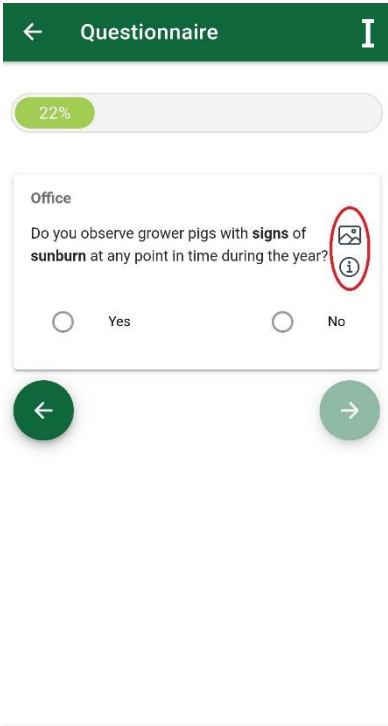 Questionnaire
I
22%
Office
Do you observe grower pigs with signs of
sunburn at any point in time during the year?
Yes No